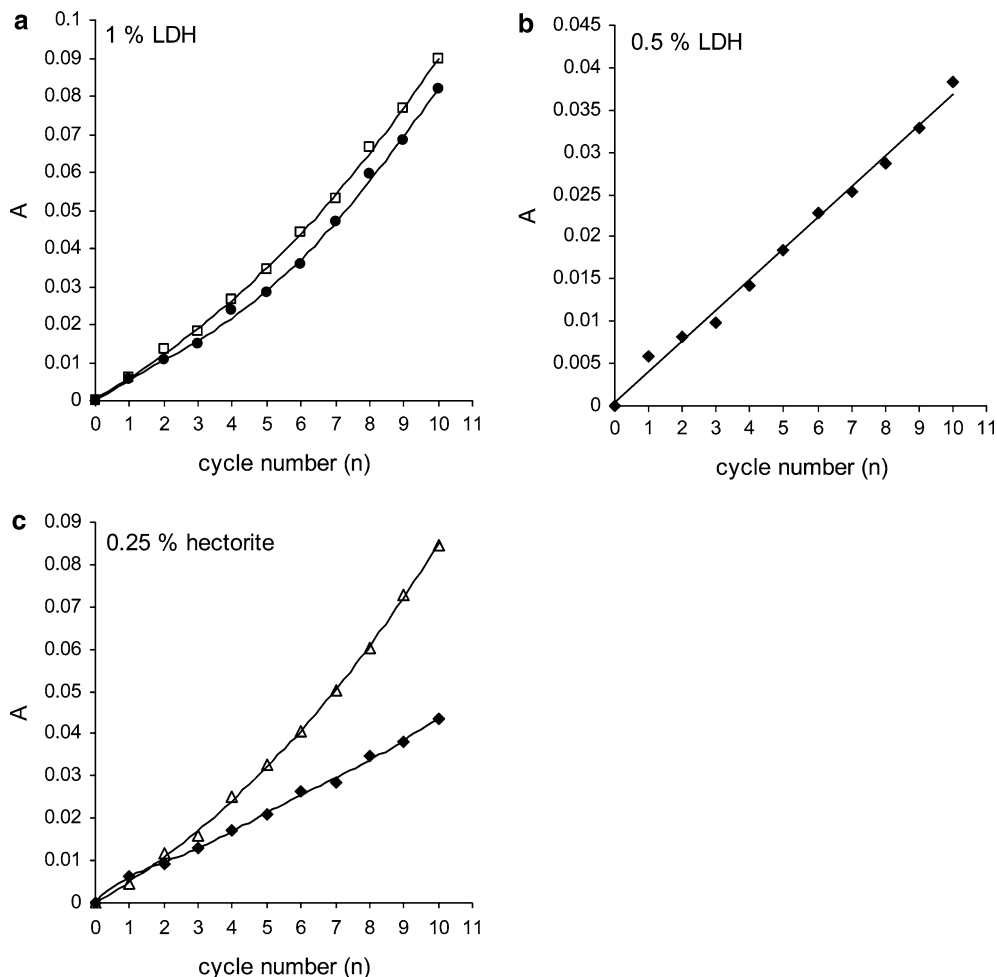 a
1 % LDH
0.1
0.09
0.08
0.07
0.06
0.05
0.04
0.03
0.02
0.01
0
A
0 1 2 3 4 5 6 7 8 9 10 11
cycle number (n)
b
0.5 % LDH
0.045
0.04
0.035
0.03
0.025
0.02
0.015
0.01
0.005
0
A
0 1 2 3 4 5 6 7 8 9 10 11
cycle number (n)
c
0.25 % hectorite
0.09
0.08
0.07
0.06
0.05
0.04
0.03
0.02
0.01
0
A
0 1 2 3 4 5 6 7 8 9 10 11
cycle number (n)